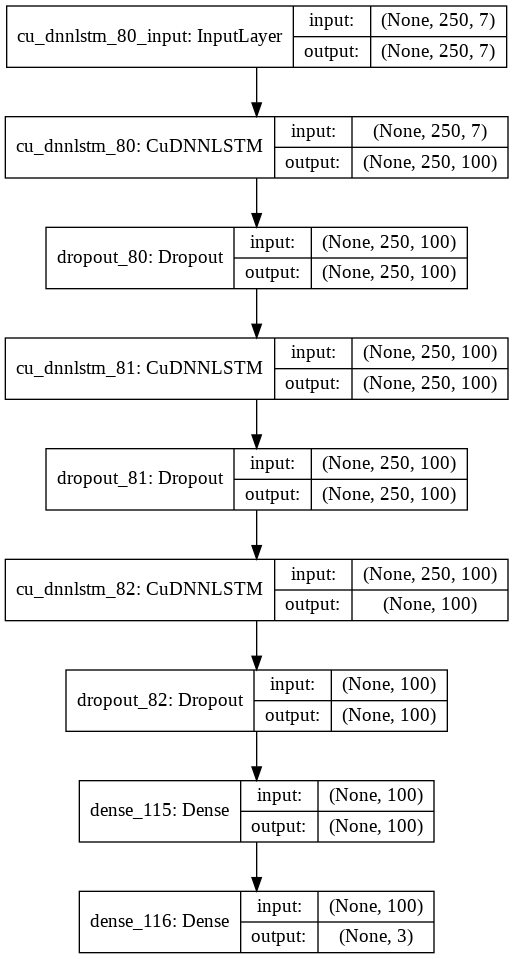 cu_dnnlstm_80_input: InputLayer
input: (None, 250, 7)
output: (None, 250, 7)
cu_dnnlstm_80: CuDNNLSTM
input: (None, 250, 7)
output: (None, 250, 100)
dropout_80: Dropout
input: (None, 250, 100)
output: (None, 250, 100)
cu_dnnlstm_81: CuDNNLSTM
input: (None, 250, 100)
output: (None, 250, 100)
dropout_81: Dropout
input: (None, 250, 100)
output: (None, 250, 100)
cu_dnnlstm_82: CuDNNLSTM
input: (None, 250, 100)
output: (None, 100)
dropout_82: Dropout
input: (None, 100)
output: (None, 100)
dense_115: Dense
input: (None, 100)
output: (None, 100)
dense_116: Dense
input: (None, 100)
output: (None, 3)